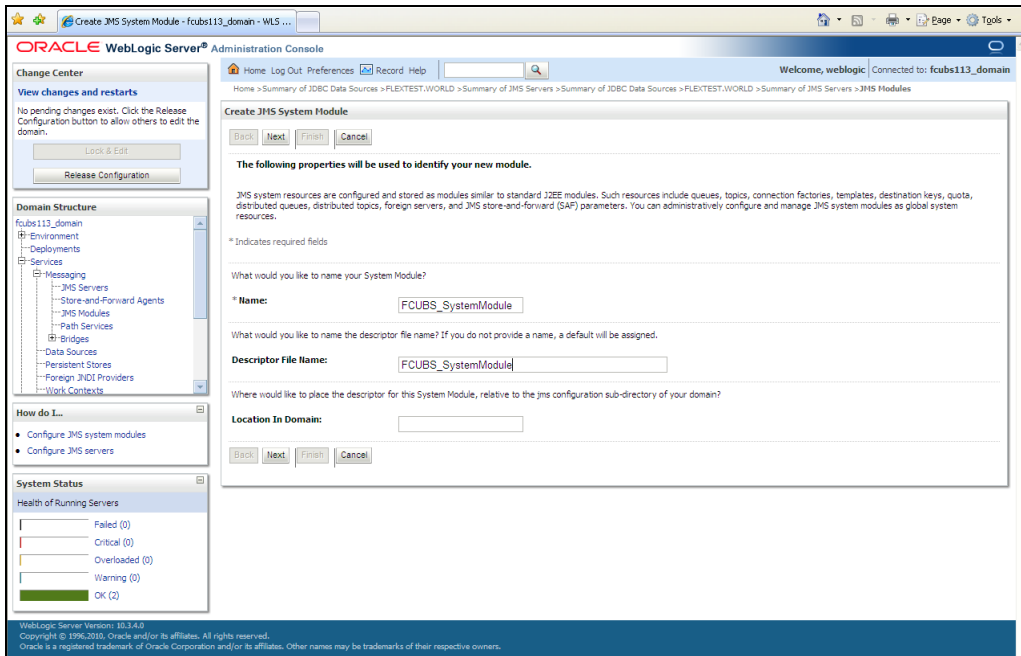 Create JMS System Module - fcubs113_domain - WLS ...
Page
Tools
ORACLE WebLogic Server® Administration Console
Change Center
View changes and restarts
No pending changes exist. Click the Release
Configuration button to allow others to edit the
domain.
Lock & Edit
Release Configuration
Domain Structure
fcubs113_domain
Environment
Deployments
Services
Messaging
JMS Servers
Store-and-Forward Agents
JMS Modules
Path Services
Bridges
Data Sources
Persistent Stores
Foreign JNDI Providers
Work Contexts
How do I...
Configure JMS system modules
Configure JMS servers
System Status
Health of Running Servers
Failed (0)
Critical (0)
Overloaded (0)
Warning (0)
OK (2)
Home Log Out Preferences Record Help
Welcome, weblogic Connected to: fcubs113_domain
Home >Summary of JDBC Data Sources >FLEXTEST.WORLD >Summary of JMS Servers >Summary of JDBC Data Sources >FLEXTEST.WORLD >Summary of JMS Servers >JMS Modules
Create JMS System Module
Back Next Finish Cancel
The following properties will be used to identify your new module.
JMS system resources are configured and stored as modules similar to standard J2EE modules. Such resources include queues, topics, connection factories, templates, destination keys, quota,
distributed queues, distributed topics, foreign servers, and JMS store-and-forward (SAF) parameters. You can administratively configure and manage JMS system modules as global system
resources.
* Indicates required fields
What would you like to name your System Module?
* Name: FCUBS_SystemModule
What would you like to name the descriptor file name? If you do not provide a name, a default will be assigned.
Descriptor File Name: FCUBS_SystemModule
Where would like to place the descriptor for this System Module, relative to the jms configuration sub-directory of your domain?
Location In Domain:
Back Next Finish Cancel
WebLogic Server Version: 10.3.4.0
Copyright © 1996,2010, Oracle and/or its affiliates. All rights reserved.
Oracle is a registered trademark of Oracle Corporation and/or its affiliates. Other names may be trademarks of their respective owners.